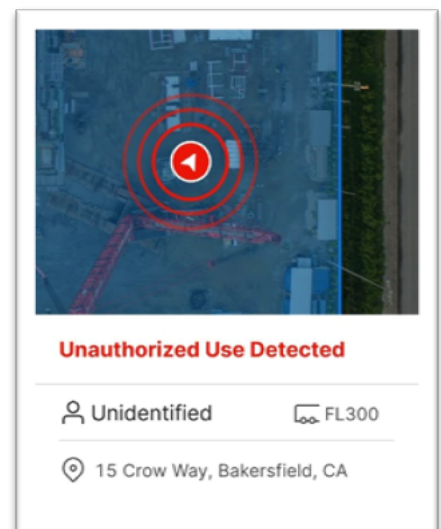 Unauthorized Use Detected
Unidentified FL300
15 Crow Way, Bakersfield, CA